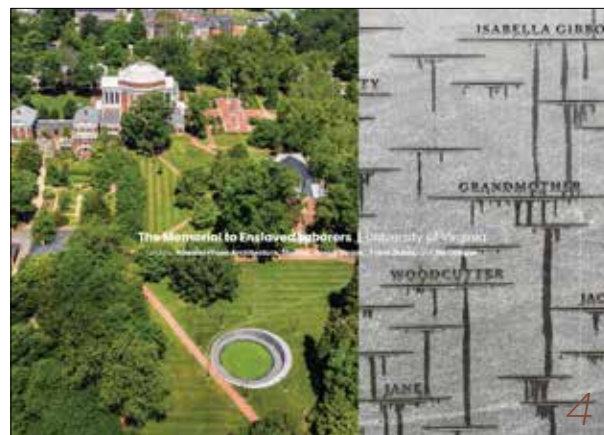 ISABELLA GIBBO
TY
GRANDMOTHER
The Memorial to Enslaved Laborers | University of Virginia
WOODCUTTER
JAC
JANE
4